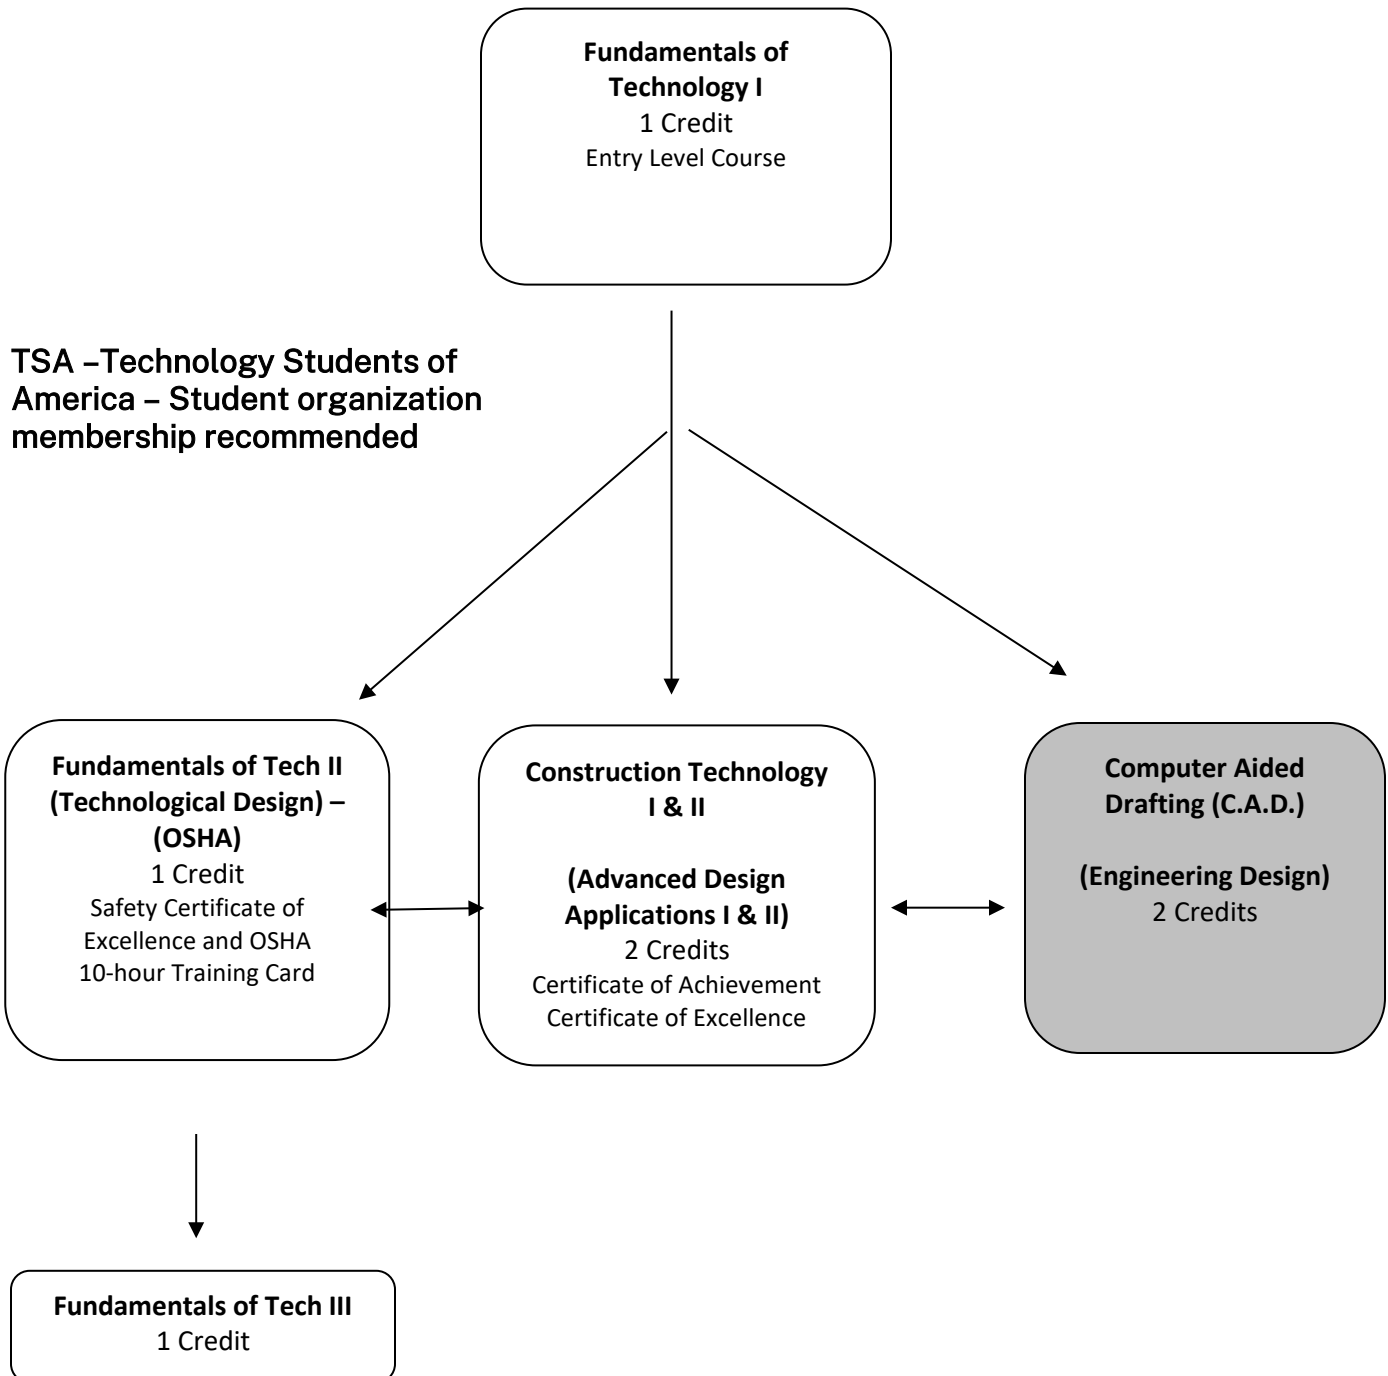 Fundamentals of
Technology I
1 Credit
Entry Level Course
TSA –Technology Students of
America – Student organization
membership recommended
Fundamentals of Tech II
(Technological Design) –
(OSHA)
1 Credit
Safety Certificate of
Excellence and OSHA
10-hour Training Card
Construction Technology
I & II
(Advanced Design
Applications I & II)
2 Credits
Certificate of Achievement
Certificate of Excellence
Computer Aided
Drafting (C.A.D.)
(Engineering Design)
2 Credits
Fundamentals of Tech III
1 Credit